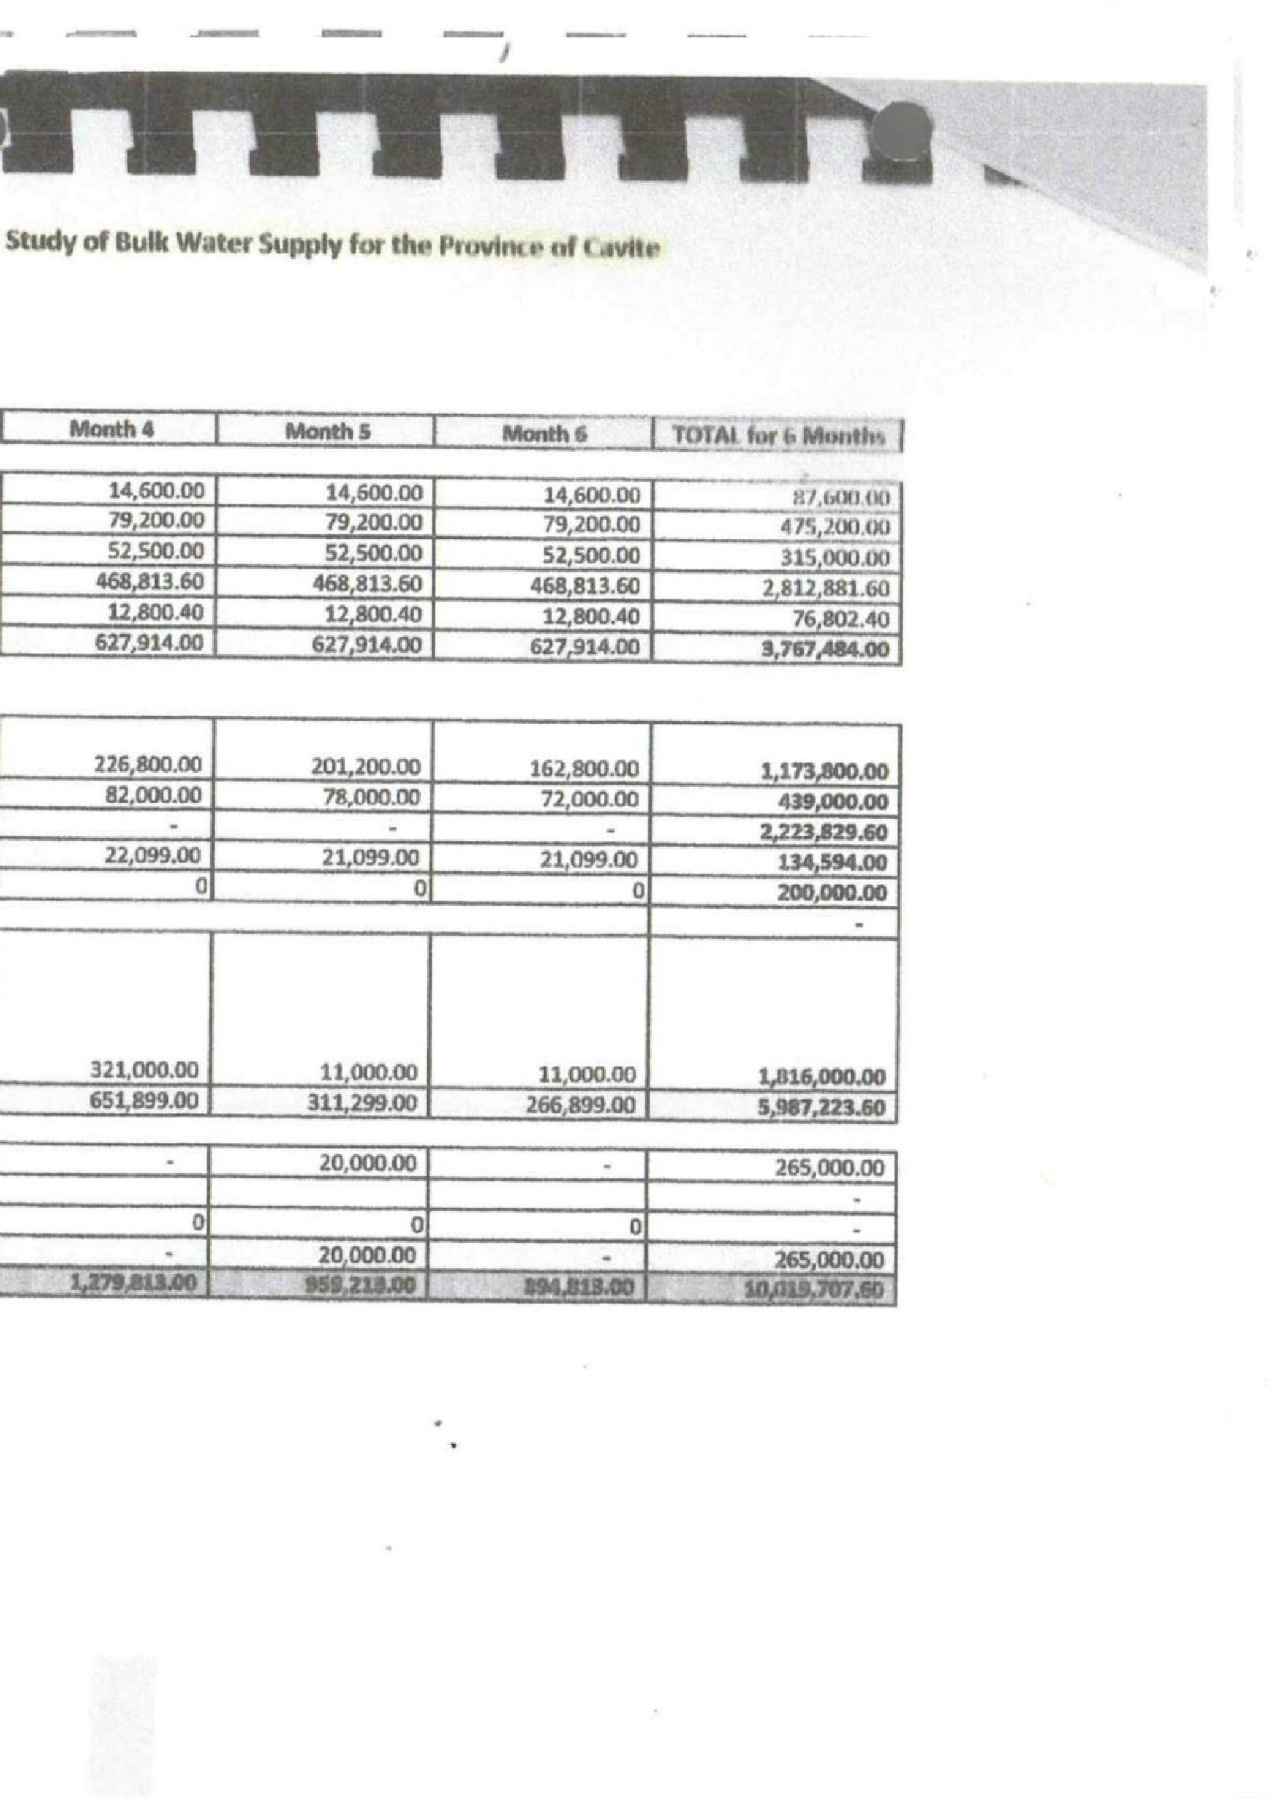 Study of Bulk Water Supply for the Province of Cavite
Month 4 Month 5 Month 6 TOTAL for 6 Months
14,600.00 14,600.00 14,600.00 87,600.00
79,200.00 79,200.00 79,200.00 475,200.00
52,500.00 52,500.00 52,500.00 315,000.00
468,813.60 468,813.60 468,813.60 2,812,881.60
12,800.40 12,800.40 12,800.40 76,802.40
627,914.00 627,914.00 627,914.00 3,767,484.00
226,800.00 201,200.00 162,800.00 1,173,800.00
82,000.00 78,000.00 72,000.00 439,000.00
- - - 2,223,829.60
22,099.00 21,099.00 21,099.00 134,594.00
0 0 0 200,000.00
-
321,000.00 11,000.00 11,000.00 1,816,000.00
651,899.00 311,299.00 266,899.00 5,987,223.60
- 20,000.00 - 265,000.00
-
0 0 0 -
- 20,000.00 - 265,000.00
1,279,813.00 959,213.00 894,813.00 10,019,707.60